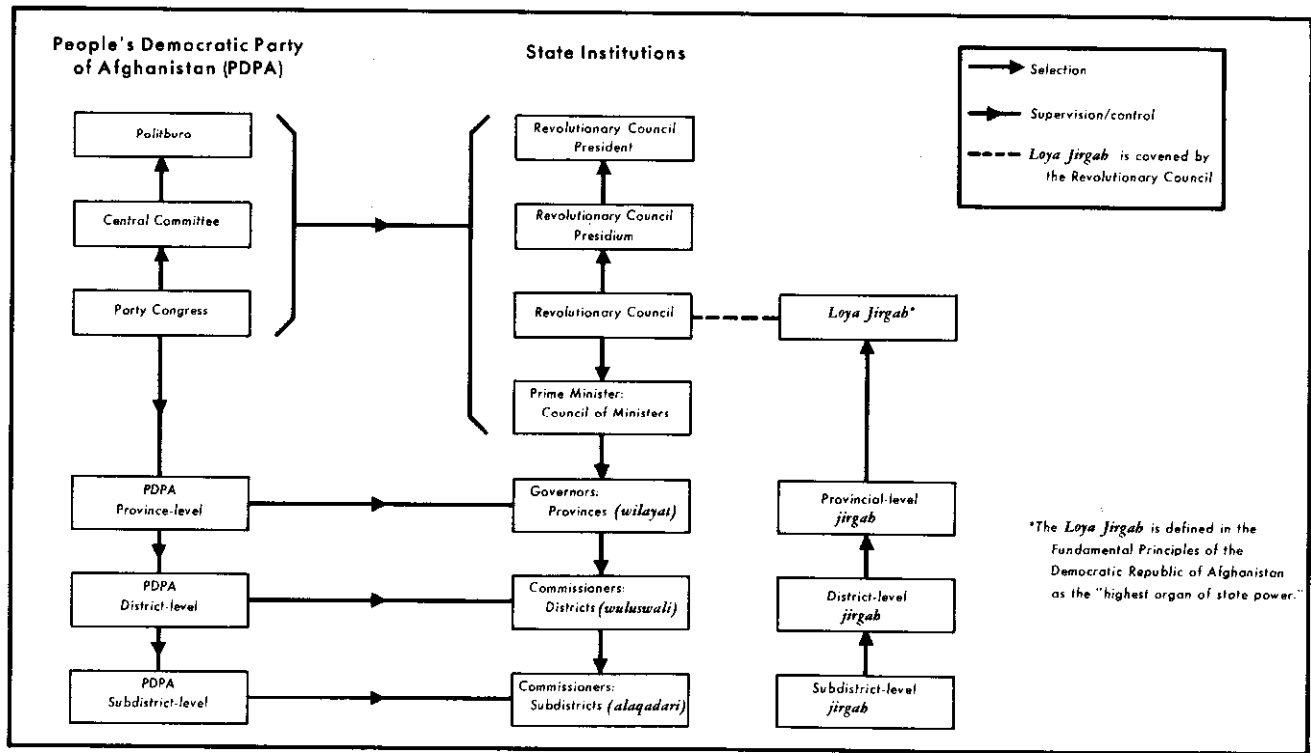 People's Democratic Party
of Afghanistan (PDPA)
Politburo
Central Committee
Party Congress
PDPA
Province-level
PDPA
District-level
PDPA
Subdistrict-level
State Institutions
Revolutionary Council
President
Revolutionary Council
Presidium
Revolutionary Council
Prime Minister:
Council of Ministers
Governors:
Provinces (wilayat)
Commissioners:
Districts (wuluswali)
Commissioners:
Subdistricts (alaqadari)
Loya Jirgah*
Provincial-level
jirgah
District-level
jirgah
Subdistrict-level
jirgah
Selection
Supervision/control
Loya Jirgah is covened by
the Revolutionary Council
*The Loya Jirgah is defined in the
Fundamental Principles of the
Democratic Republic of Afghanistan
as the "highest organ of state power."